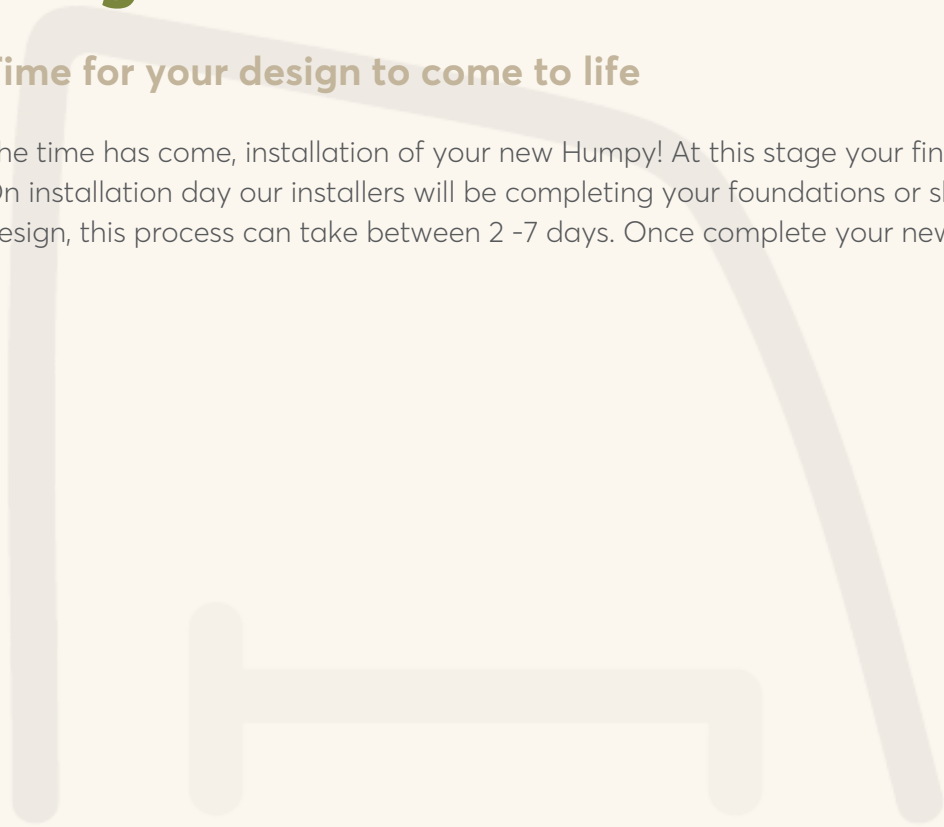 Time for your design to come to life
he time has come, installation of your new Humpy! At this stage your fin
On installation day our installers will be completing your foundations or sl
esign, this process can take between 2 -7 days. Once complete your new